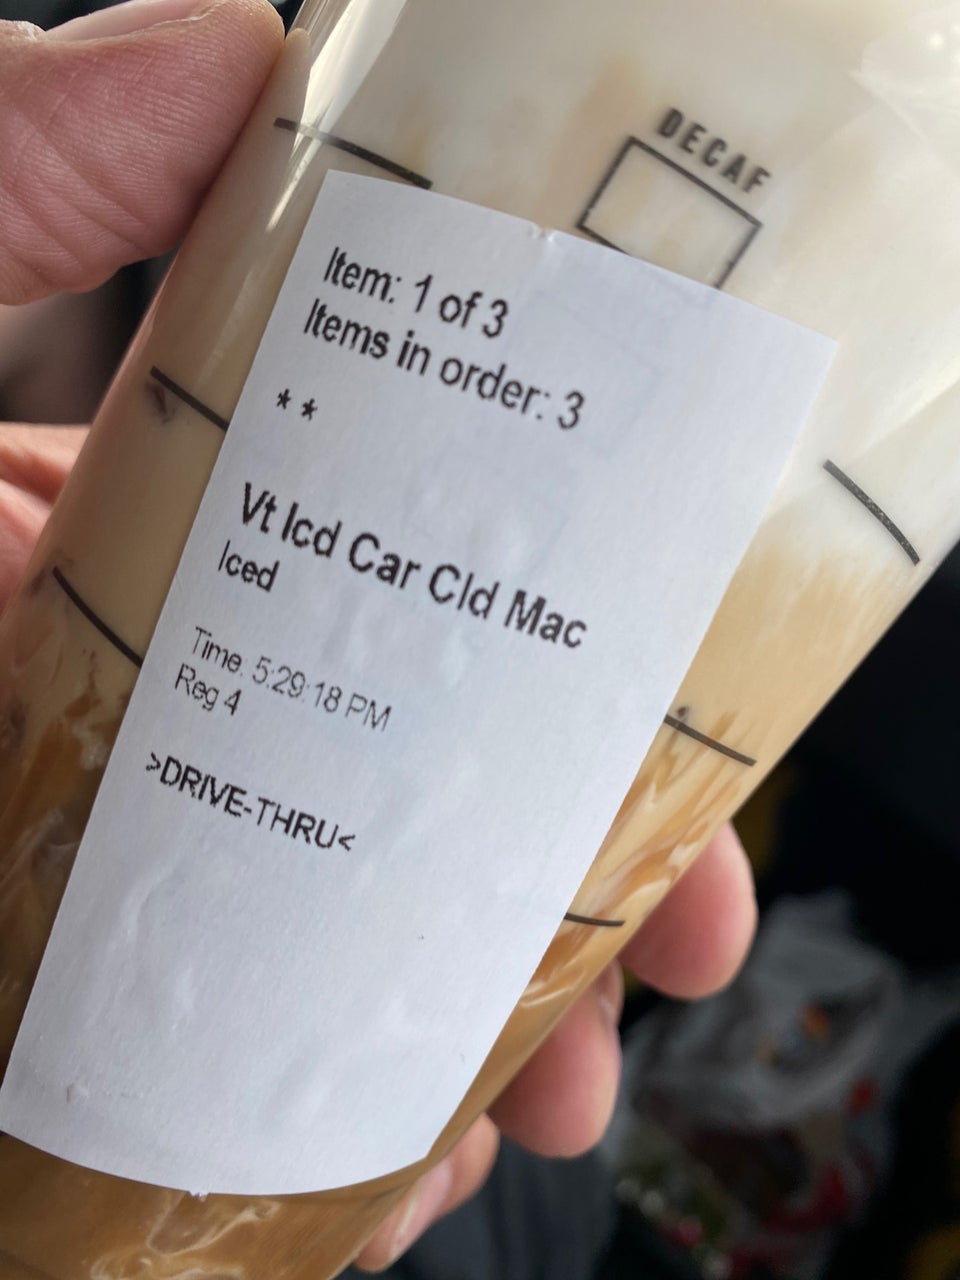 DECAF
Item: 1 of 3
Items in order: 3
* *
Vt Icd Car Cld Mac
Iced
Time: 5:29:18 PM
Reg 4
>DRIVE-THRU<